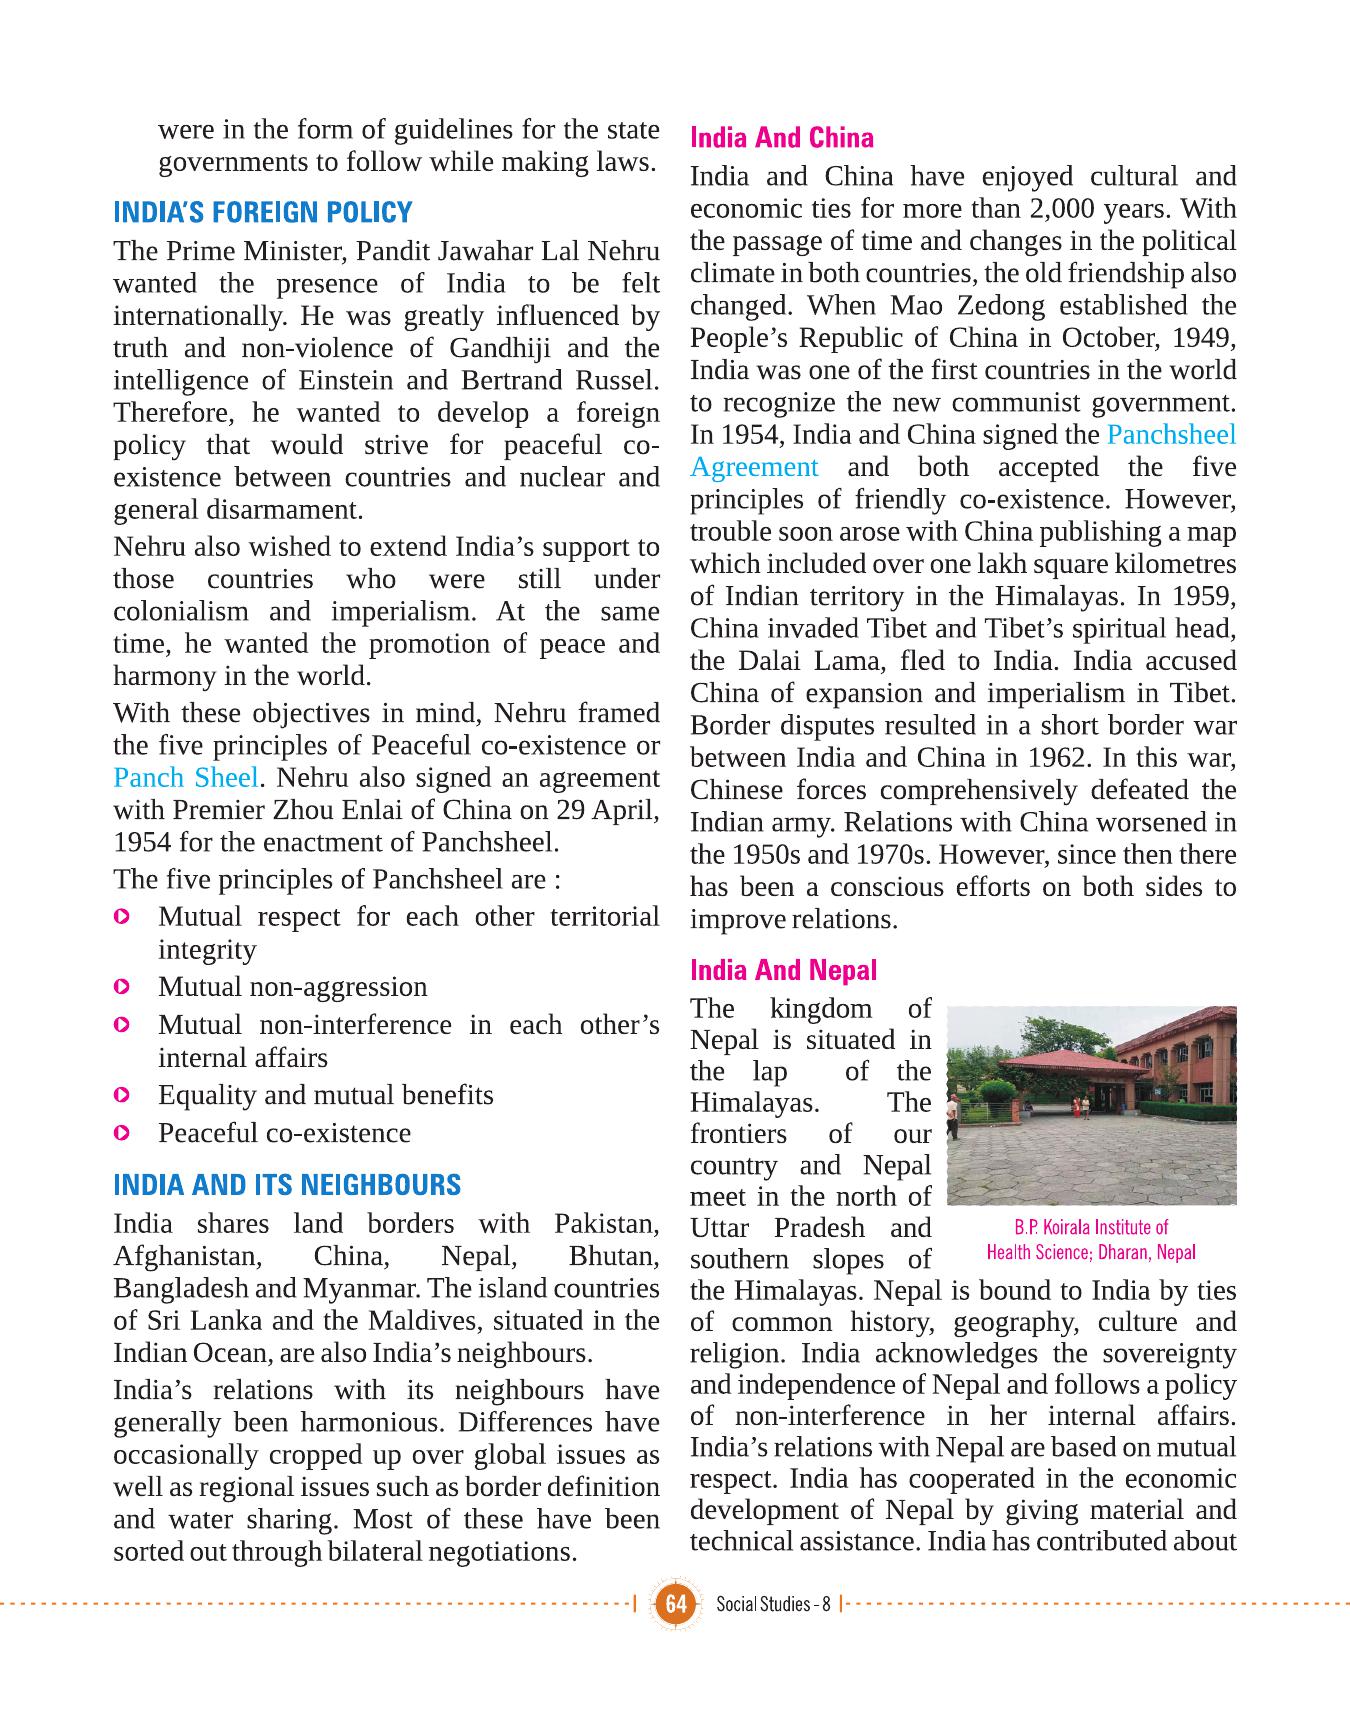 were in the form of guidelines for the state
governments to follow while making laws.
INDIA'S FOREIGN POLICY
The Prime Minister, Pandit Jawahar Lal Nehru
wanted the presence of India to be felt
internationally. He was greatly influenced by
truth and non-violence of Gandhiji and the
intelligence of Einstein and Bertrand Russel.
Therefore, he wanted to develop a foreign
policy that would strive for peaceful co-
existence between countries and nuclear and
general disarmament.
Nehru also wished to extend India's support to
those countries who were still under
colonialism and imperialism. At the same
time, he wanted the promotion of peace and
harmony in the world.
With these objectives in mind, Nehru framed
the five principles of Peaceful co-existence or
Panch Sheel. Nehru also signed an agreement
with Premier Zhou Enlai of China on 29 April,
1954 for the enactment of Panchsheel.
The five principles of Panchsheel are :
Mutual respect for each other territorial
integrity
Mutual non-aggression
Mutual non-interference in each other's
internal affairs
Equality and mutual benefits
Peaceful co-existence
INDIA AND ITS NEIGHBOURS
India shares land borders with Pakistan,
Afghanistan, China, Nepal, Bhutan,
Bangladesh and Myanmar. The island countries
of Sri Lanka and the Maldives, situated in the
Indian Ocean, are also India's neighbours.
India's relations with its neighbours have
generally been harmonious. Differences have
occasionally cropped up over global issues as
well as regional issues such as border definition
and water sharing. Most of these have been
sorted out through bilateral negotiations.
India And China
India and China have enjoyed cultural and
economic ties for more than 2,000 years. With
the passage of time and changes in the political
climate in both countries, the old friendship also
changed. When Mao Zedong established the
People's Republic of China in October, 1949,
India was one of the first countries in the world
to recognize the new communist government.
In 1954, India and China signed the Panchsheel
Agreement and both accepted the five
principles of friendly co-existence. However,
trouble soon arose with China publishing a map
which included over one lakh square kilometres
of Indian territory in the Himalayas. In 1959,
China invaded Tibet and Tibet's spiritual head,
the Dalai Lama, fled to India. India accused
China of expansion and imperialism in Tibet.
Border disputes resulted in a short border war
between India and China in 1962. In this war,
Chinese forces comprehensively defeated the
Indian army. Relations with China worsened in
the 1950s and 1970s. However, since then there
has been a conscious efforts on both sides to
improve relations.
India And Nepal
The kingdom of
Nepal is situated in
the lap of the
Himalayas. The
frontiers of our
country and Nepal
meet in the north of
Uttar Pradesh and
southern slopes of
the Himalayas. Nepal is bound to India by ties
of common history, geography, culture and
religion. India acknowledges the sovereignty
and independence of Nepal and follows a policy
of non-interference in her internal affairs.
India's relations with Nepal are based on mutual
respect. India has cooperated in the economic
development of Nepal by giving material and
technical assistance. India has contributed about
B.P. Koirala Institute of
Health Science; Dharan, Nepal
64 Social Studies - 8